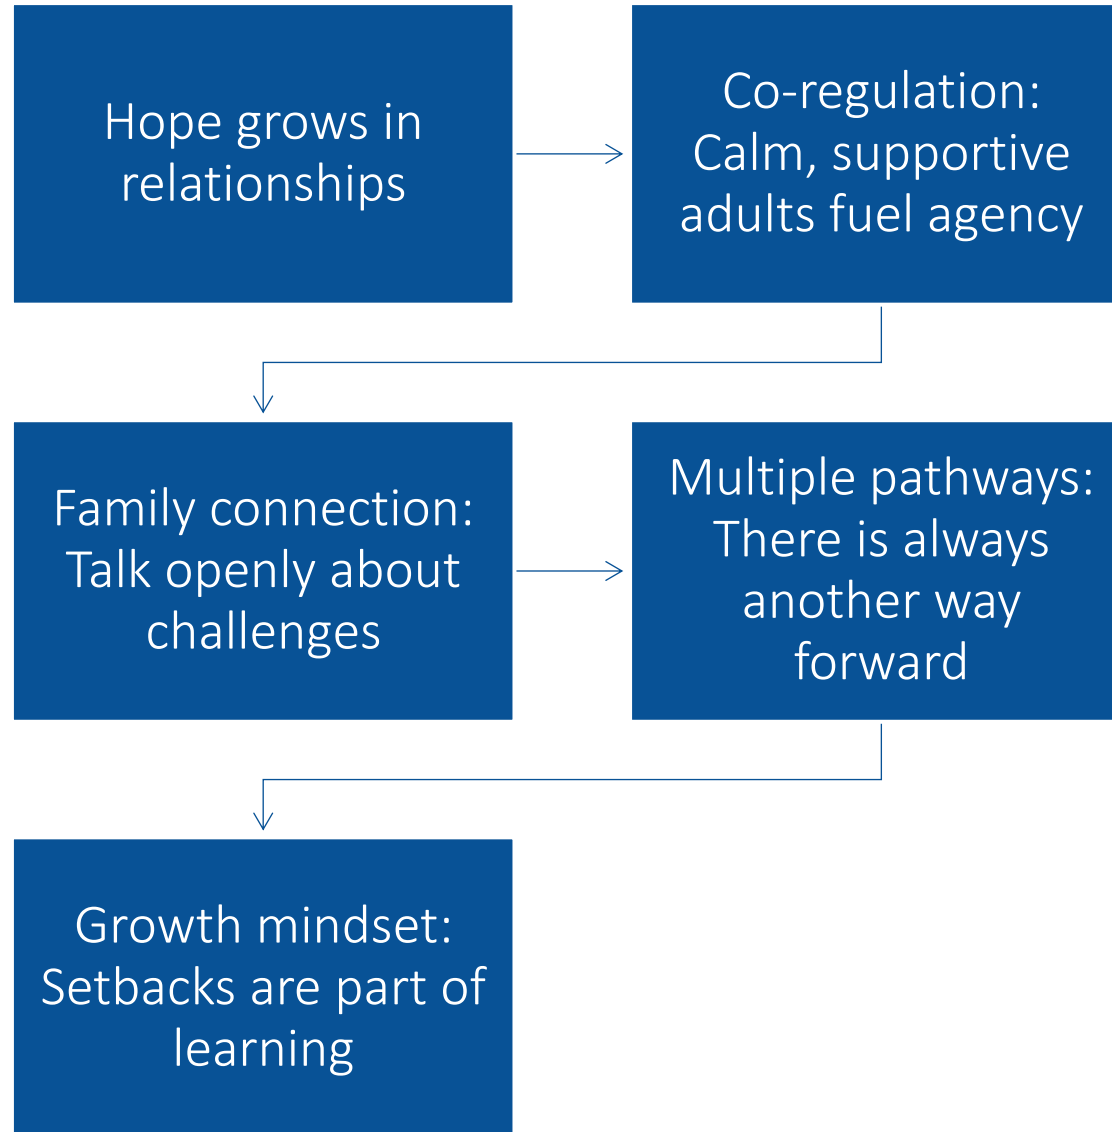 Hope grows in
relationships
Co-regulation:
Calm, supportive
adults fuel agency
Family connection:
Talk openly about
challenges
Multiple pathways:
There is always
another way
forward
Growth mindset:
Setbacks are part of
learning